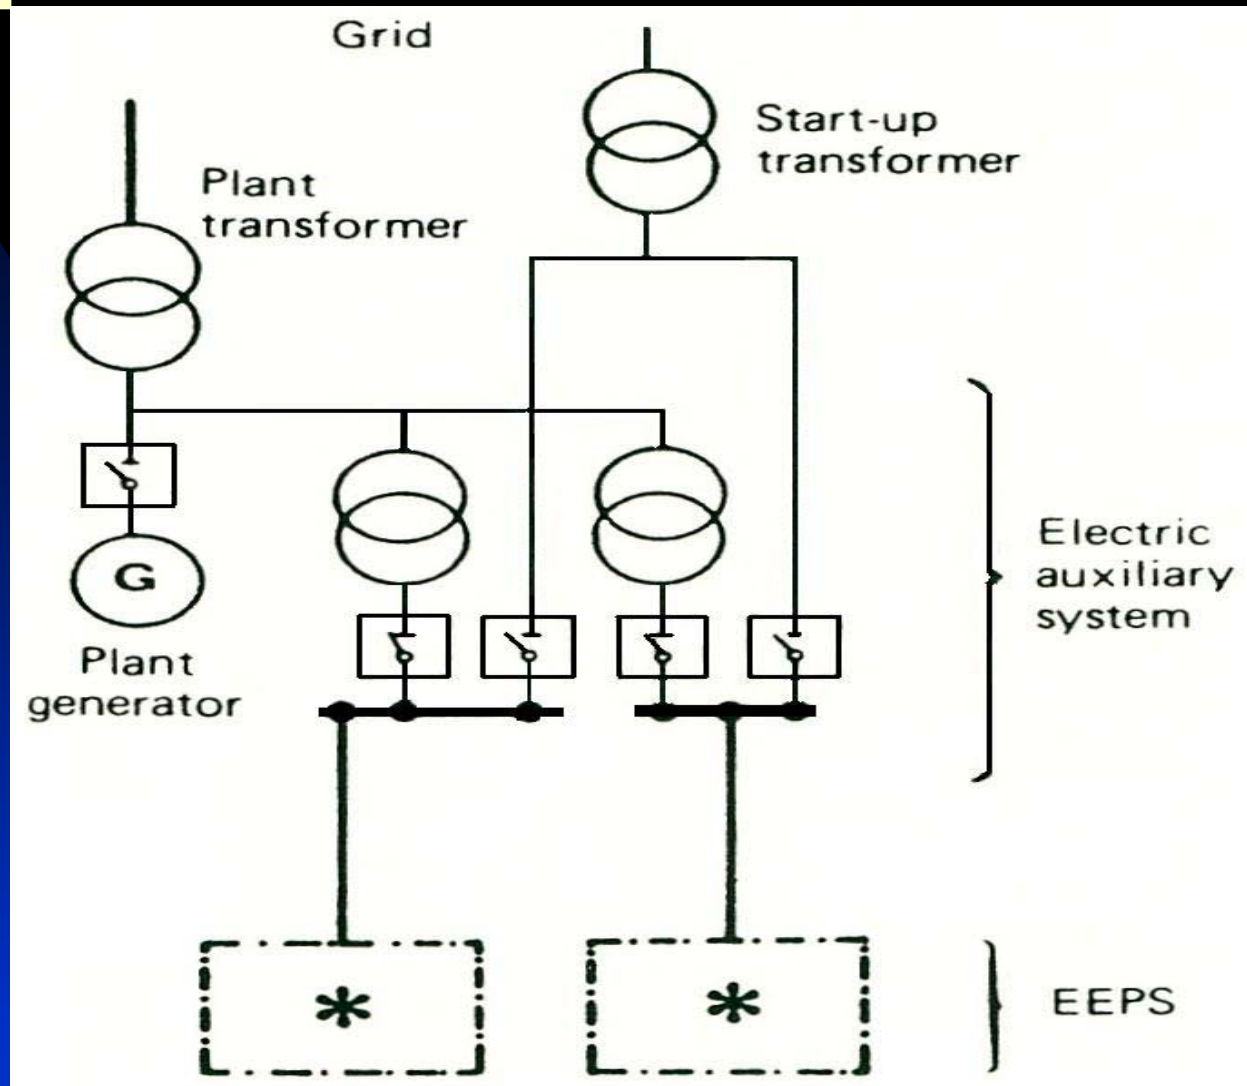 Grid
Start-up
transformer
Plant
transformer
G
Plant
generator
Electric
auxiliary
system
*
*
EEPS